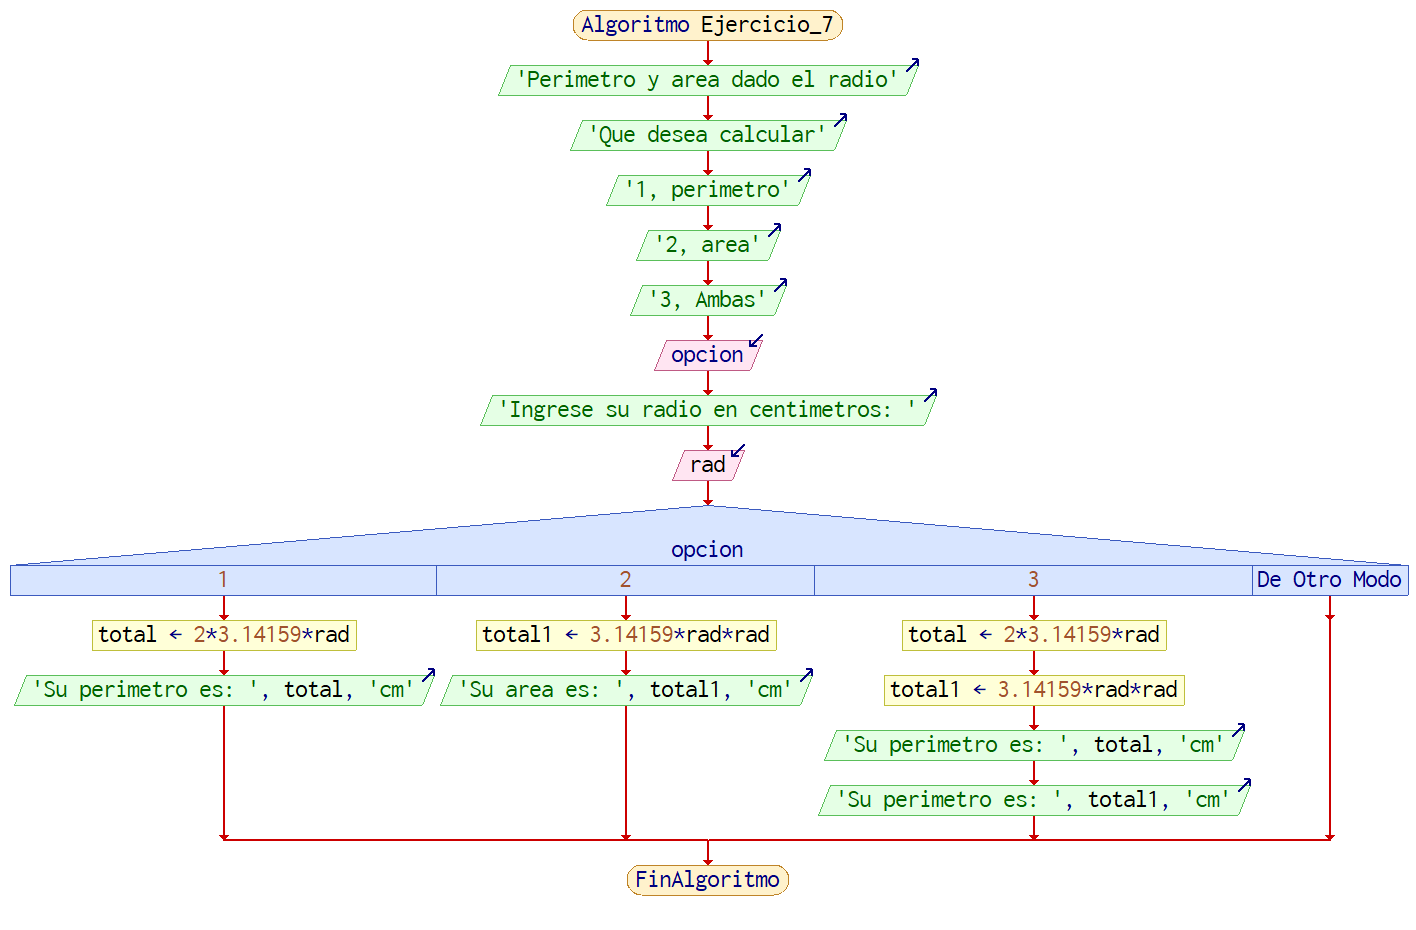 Algoritmo Ejercicio_7
'Perimetro y area dado el radio'
'Que desea calcular'
'1, perimetro'
'2, area'
'3, Ambas'
opcion
'Ingrese su radio en centimetros: '
rad
opcion
1 2 3 De Otro Modo
total ← 2*3.14159*rad total1 ← 3.14159*rad*rad total ← 2*3.14159*rad
'Su perimetro es: ', total, 'cm' 'Su area es: ', total1, 'cm' total1 ← 3.14159*rad*rad
'Su perimetro es: ', total, 'cm'
'Su perimetro es: ', total1, 'cm'
FinAlgoritmo